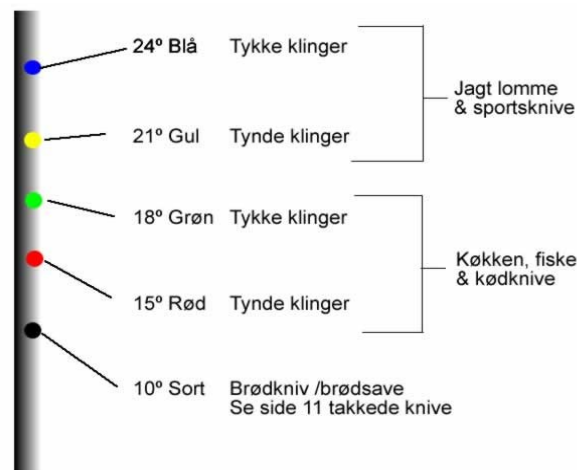 24º Blå Tykke klinger
Jagt lomme
& sportsknive
21º Gul Tynde klinger
18º Grøn Tykke klinger
Køkken, fiske
& kødknive
15º Rød Tynde klinger
10º Sort Brødkniv /brødsave
Se side 11 takkede knive